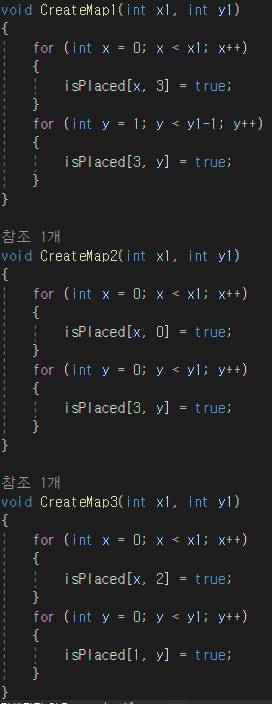 void CreateMap1(int x1, int y1)
{
    for (int x = 0; x < x1; x++)
    {
        isPlaced[x, 3] = true;
    }
    for (int y = 1; y < y1-1; y++)
    {
        isPlaced[3, y] = true;
    }
}
참조 1개
void CreateMap2(int x1, int y1)
{
    for (int x = 0; x < x1; x++)
    {
        isPlaced[x, 0] = true;
    }
    for (int y = 0; y < y1; y++)
    {
        isPlaced[3, y] = true;
    }
}
참조 1개
void CreateMap3(int x1, int y1)
{
    for (int x = 0; x < x1; x++)
    {
        isPlaced[x, 2] = true;
    }
    for (int y = 0; y < y1; y++)
    {
        isPlaced[1, y] = true;
    }
}